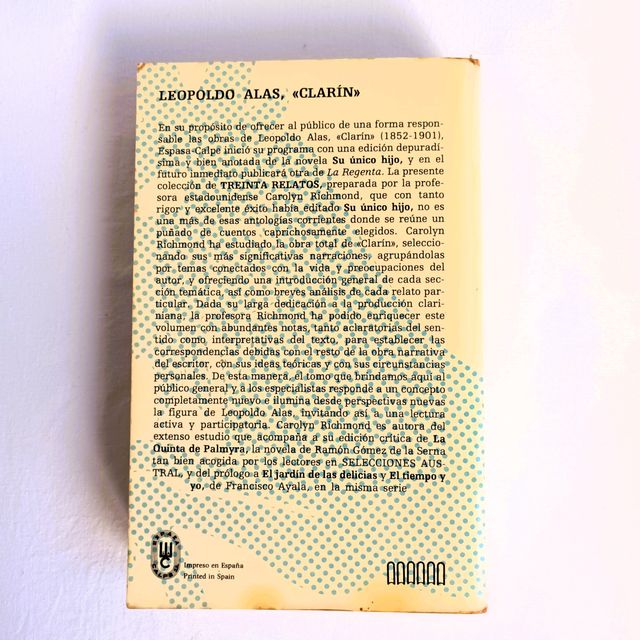 LEOPOLDO ALAS, «CLARÍN»
En su propósito de ofrecer al público de una forma respon-
sable las obras de Leopoldo Alas, «Clarín» (1852-1901),
Espasa-Calpe inició su programa con una edición depuradí-
sima y bien anotada de la novela Su único hijo, y en el
futuro inmediato publicará otra de La Regenta. La presente
colección de TREINTA RELATOS, preparada por la profe-
sora estadounidense Carolyn Richmond, que con tanto
rigor y excelente éxito había editado Su único hijo, no es
una más de esas antologías corrientes donde se reúne un
puñado de cuentos caprichosamente elegidos. Carolyn
Richmond ha estudiado la obra total de «Clarín», seleccio-
nando sus más significativas narraciones, agrupándolas
por temas conectados con la vida y preocupaciones del
autor, y ofreciendo una introducción general de cada sec-
ción temática, así como breves análisis de cada relato par-
ticular. Dada su larga dedicación a la producción clari-
niana, la profesora Richmond ha podido enriquecer este
volumen con abundantes notas, tanto aclaratorias del sen-
tido como interpretativas del texto, para establecer las
correspondencias debidas con el resto de la obra narrativa
del escritor, con sus ideas teóricas y con sus circunstancias
personales. De esta manera, el tomo que brindamos aquí al
público general y a los especialistas responde a un concepto
completamente nuevo e ilumina desde perspectivas nuevas
la figura de Leopoldo Alas, invitando así a una lectura
activa y participatoria. Carolyn Richmond es autora del
extenso estudio que acompaña a su edición crítica de La
Quinta de Palmyra, la novela de Ramón Gómez de la Serna
tan bien acogida por los lectores en SELECCIONES AUS-
TRAL, y del prólogo a El jardín de las delicias y El tiempo y
yo, de Francisco Ayala, en la misma serie
Impreso en España
Printed in Spain